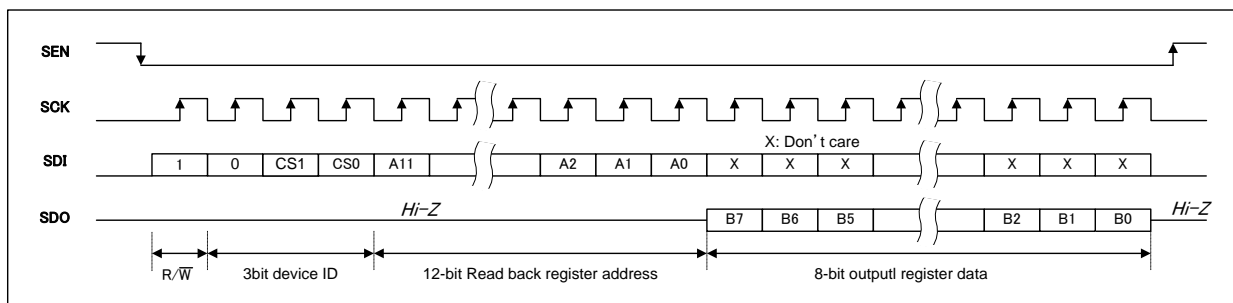 SEN
SCK
X: Don't care
SDI 1 0 CS1 CS0 A11 A2 A1 A0 X X X X X X
Hi-Z Hi-Z
SDO B7 B6 B5 B2 B1 B0
R/W̅ 3bit device ID 12-bit Read back register address 8-bit outputl register data